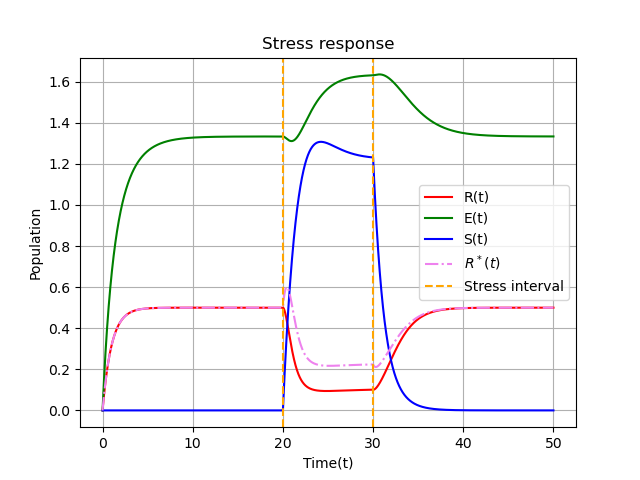 Stress response
Population
1.6
1.4
1.2
1.0
0.8
0.6
0.4
0.2
0.0
R(t)
E(t)
S(t)
R*(t)
Stress interval
0 10 20 30 40 50
Time(t)